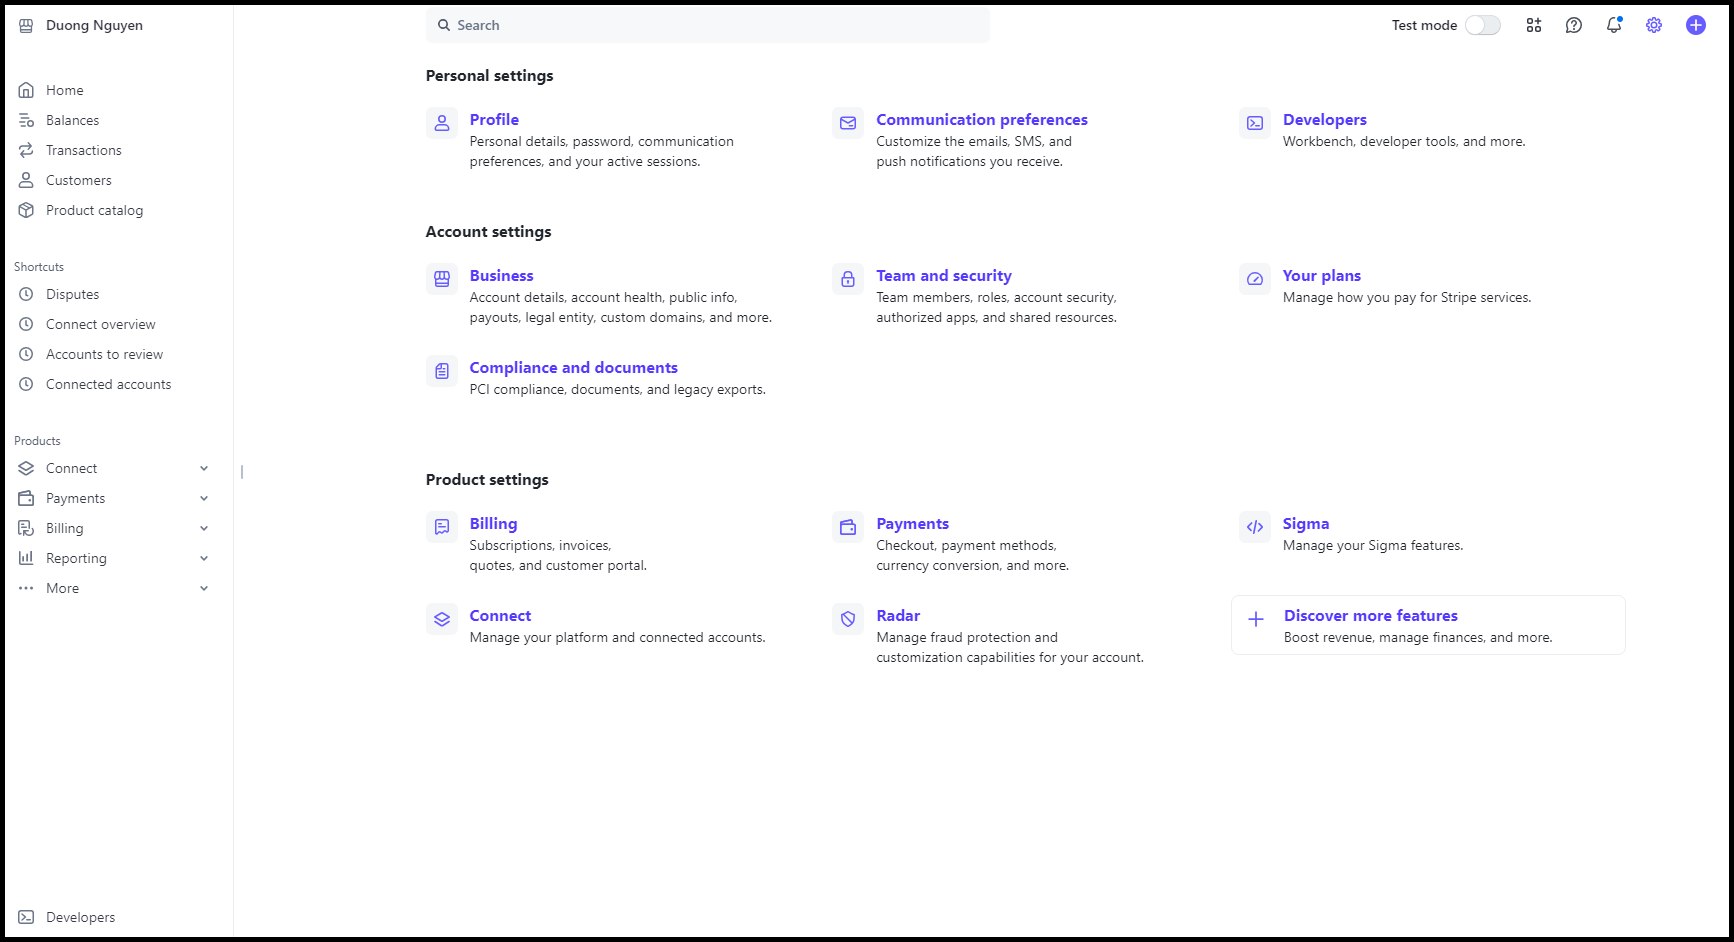 Duong Nguyen
Search
Test mode
Home
Balances
Transactions
Customers
Product catalog
Shortcuts
Disputes
Connect overview
Accounts to review
Connected accounts
Products
Connect
Payments
Billing
Reporting
More
Developers
Personal settings
Profile
Personal details, password, communication
preferences, and your active sessions.
Communication preferences
Customize the emails, SMS, and
push notifications you receive.
Developers
Workbench, developer tools, and more.
Account settings
Business
Account details, account health, public info,
payouts, legal entity, custom domains, and more.
Team and security
Team members, roles, account security,
authorized apps, and shared resources.
Your plans
Manage how you pay for Stripe services.
Compliance and documents
PCI compliance, documents, and legacy exports.
Product settings
Billing
Subscriptions, invoices,
quotes, and customer portal.
Payments
Checkout, payment methods,
currency conversion, and more.
Sigma
Manage your Sigma features.
Connect
Manage your platform and connected accounts.
Radar
Manage fraud protection and
customization capabilities for your account.
Discover more features
Boost revenue, manage finances, and more.